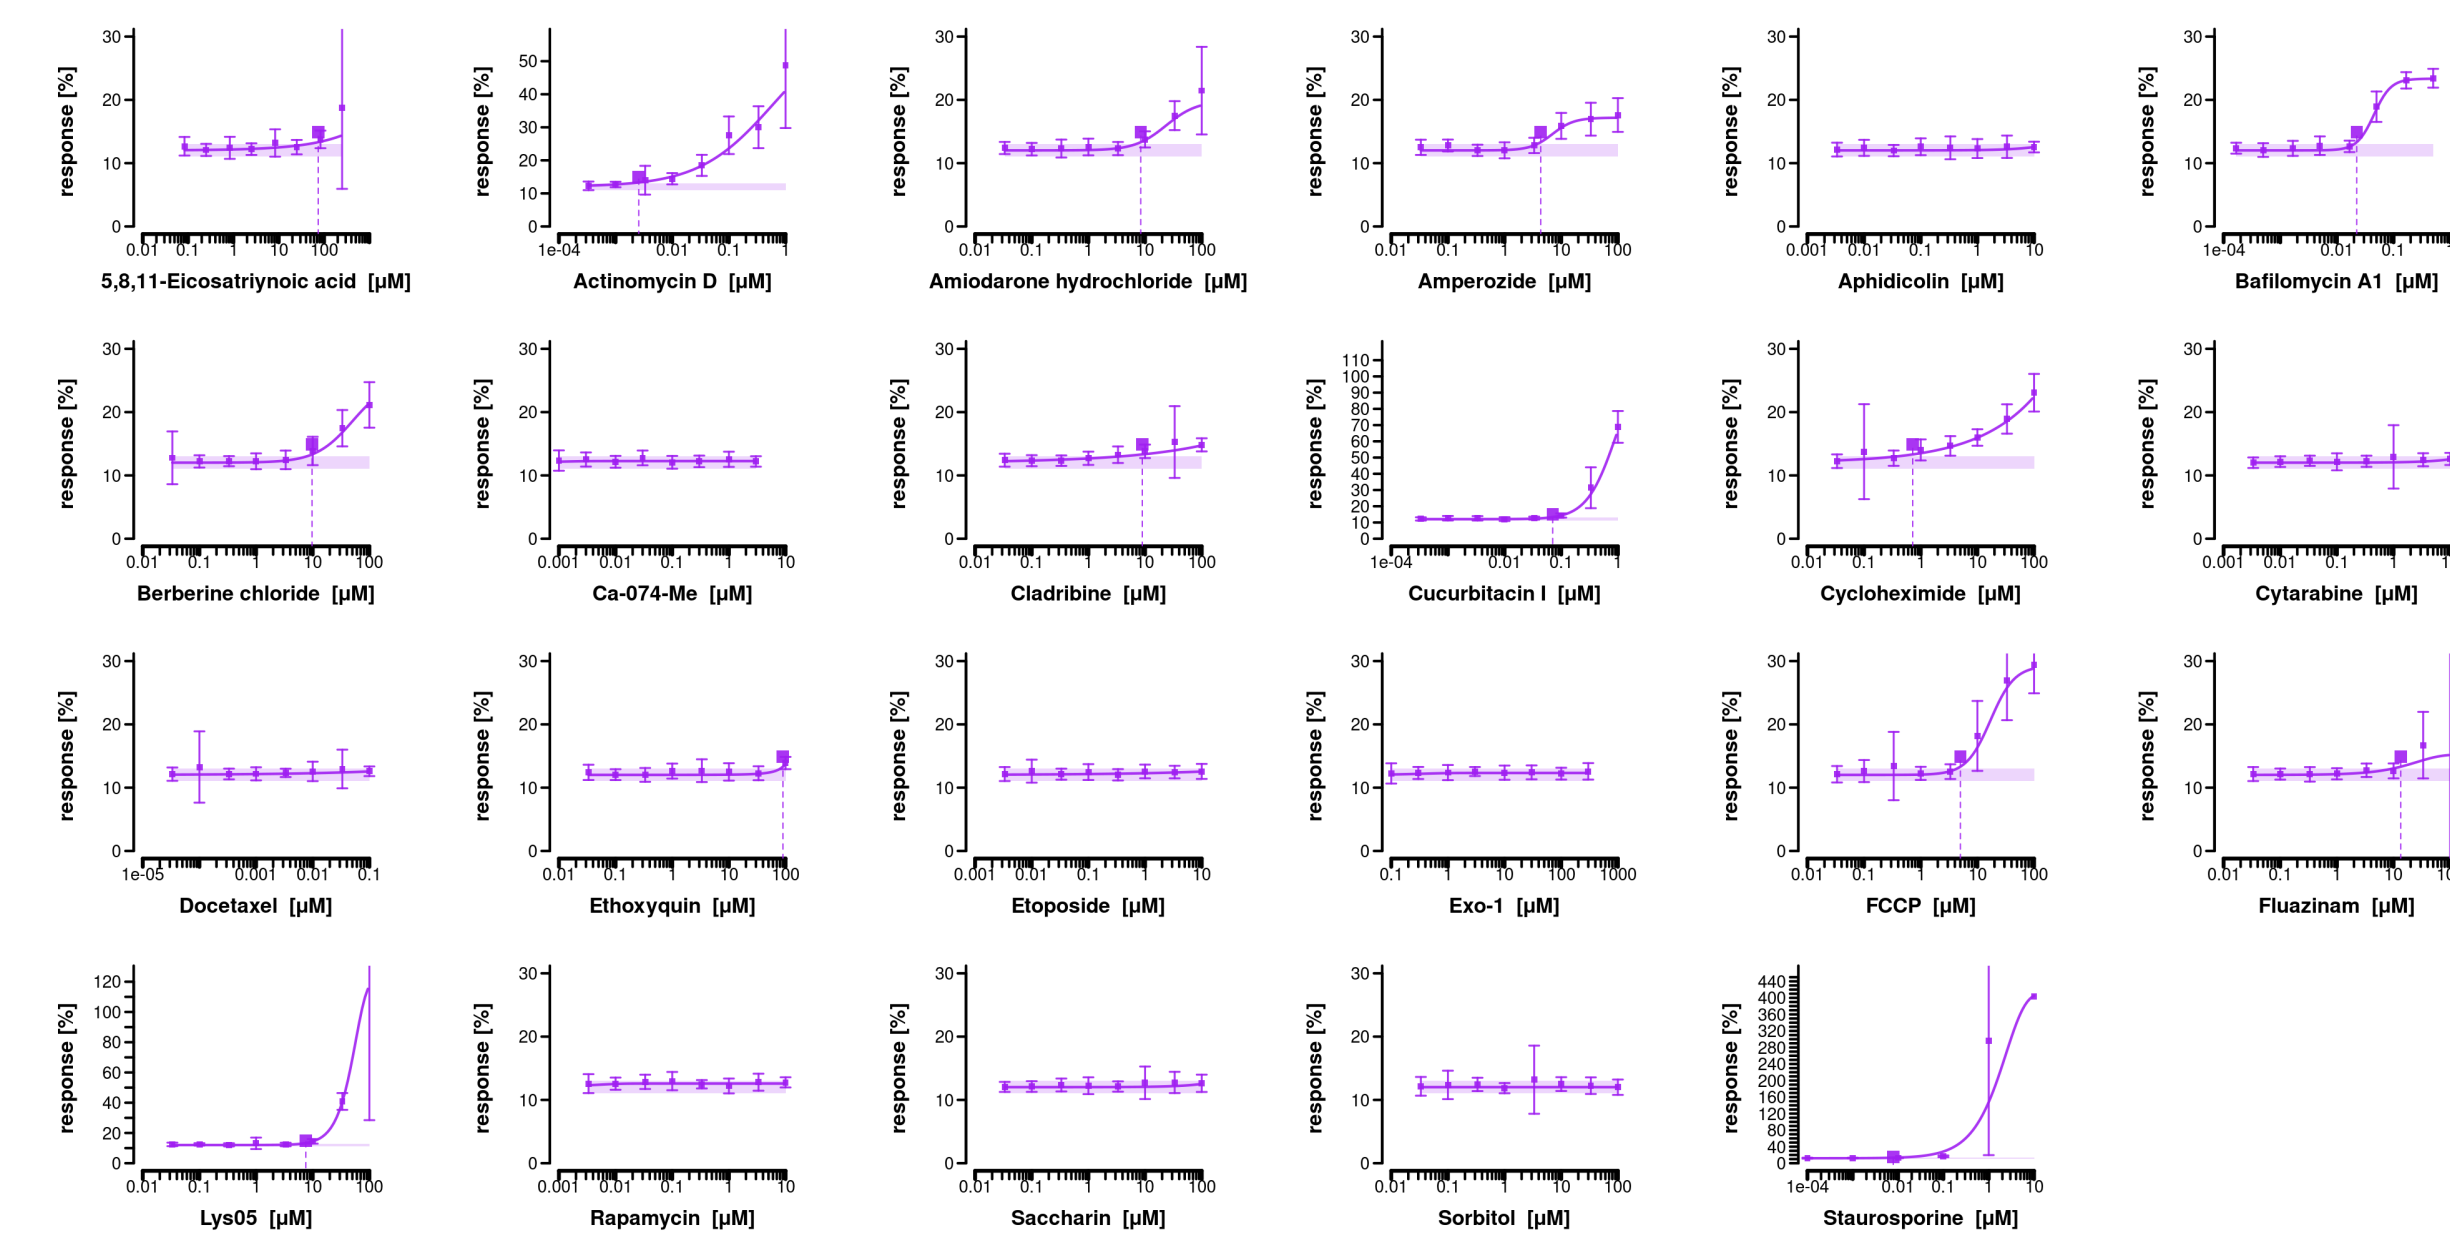 response [%]
30
20
10
0
0.01 0.1 1 10 100
5,8,11-Eicosatriynoic acid [µM]
response [%]
50
40
30
20
10
0
1e-04 0.01 0.1 1
Actinomycin D [µM]
response [%]
30
20
10
0
0.01 0.1 1 10 100
Amiodarone hydrochloride [µM]
response [%]
30
20
10
0
0.01 0.1 1 10 100
Amperozide [µM]
response [%]
30
20
10
0
0.001 0.01 0.1 1 10
Aphidicolin [µM]
response [%]
30
20
10
0
1e-04 0.01 0.1
Bafilomycin A1 [µM]
response [%]
30
20
10
0
0.01 0.1 1 10 100
Berberine chloride [µM]
response [%]
30
20
10
0
0.001 0.01 0.1 1 10
Ca-074-Me [µM]
response [%]
30
20
10
0
0.01 0.1 1 10 100
Cladribine [µM]
response [%]
110
100
90
80
70
60
50
40
30
20
10
0
1e-04 0.01 0.1 1
Cucurbitacin I [µM]
response [%]
30
20
10
0
0.01 0.1 1 10 100
Cycloheximide [µM]
response [%]
30
20
10
0
0.001 0.01 0.1 1
Cytarabine [µM]
response [%]
30
20
10
0
1e-05 0.001 0.01 0.1
Docetaxel [µM]
response [%]
30
20
10
0
0.01 0.1 1 10 100
Ethoxyquin [µM]
response [%]
30
20
10
0
0.001 0.01 0.1 1 10
Etoposide [µM]
response [%]
30
20
10
0
0.1 1 10 100 1000
Exo-1 [µM]
response [%]
30
20
10
0
0.01 0.1 1 10 100
FCCP [µM]
response [%]
30
20
10
0
0.01 0.1 1 10
Fluazinam [µM]
response [%]
120
100
80
60
40
20
0
0.01 0.1 1 10 100
Lys05 [µM]
response [%]
30
20
10
0
0.001 0.01 0.1 1 10
Rapamycin [µM]
response [%]
30
20
10
0
0.01 0.1 1 10 100
Saccharin [µM]
response [%]
30
20
10
0
0.01 0.1 1 10 100
Sorbitol [µM]
response [%]
440
400
360
320
280
240
200
160
120
80
40
0
1e-04 0.01 0.1 1 10
Staurosporine [µM]